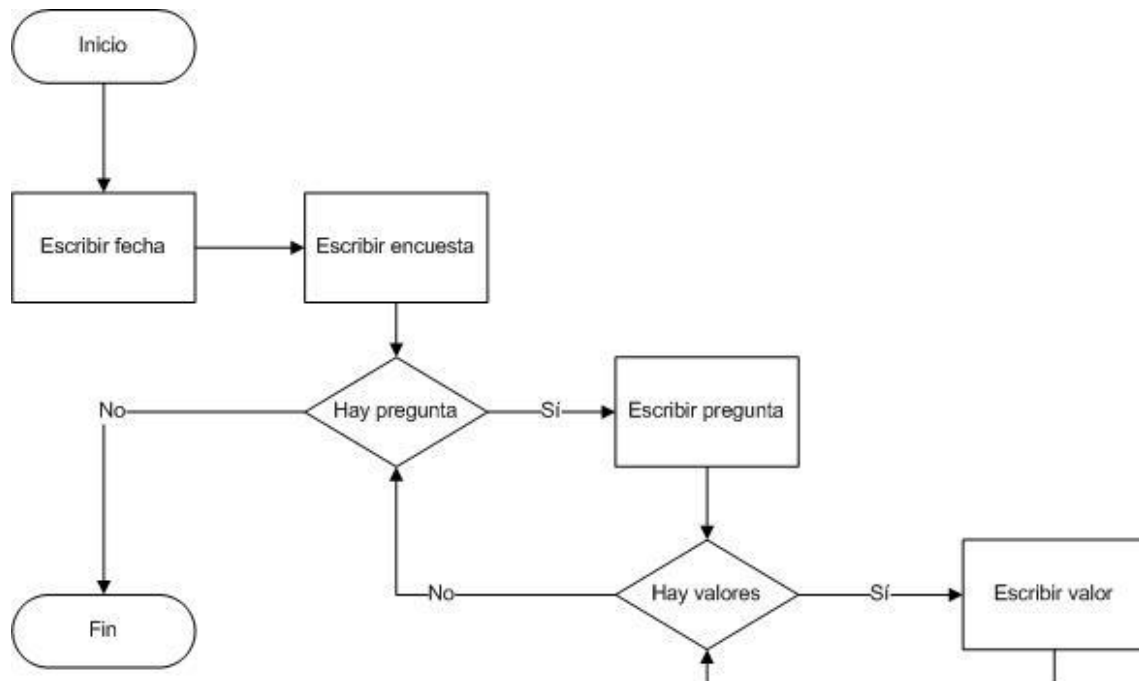 Inicio
Escribir fecha
Escribir encuesta
Hay pregunta
No
Sí
Escribir pregunta
Hay valores
No
Sí
Escribir valor
Fin